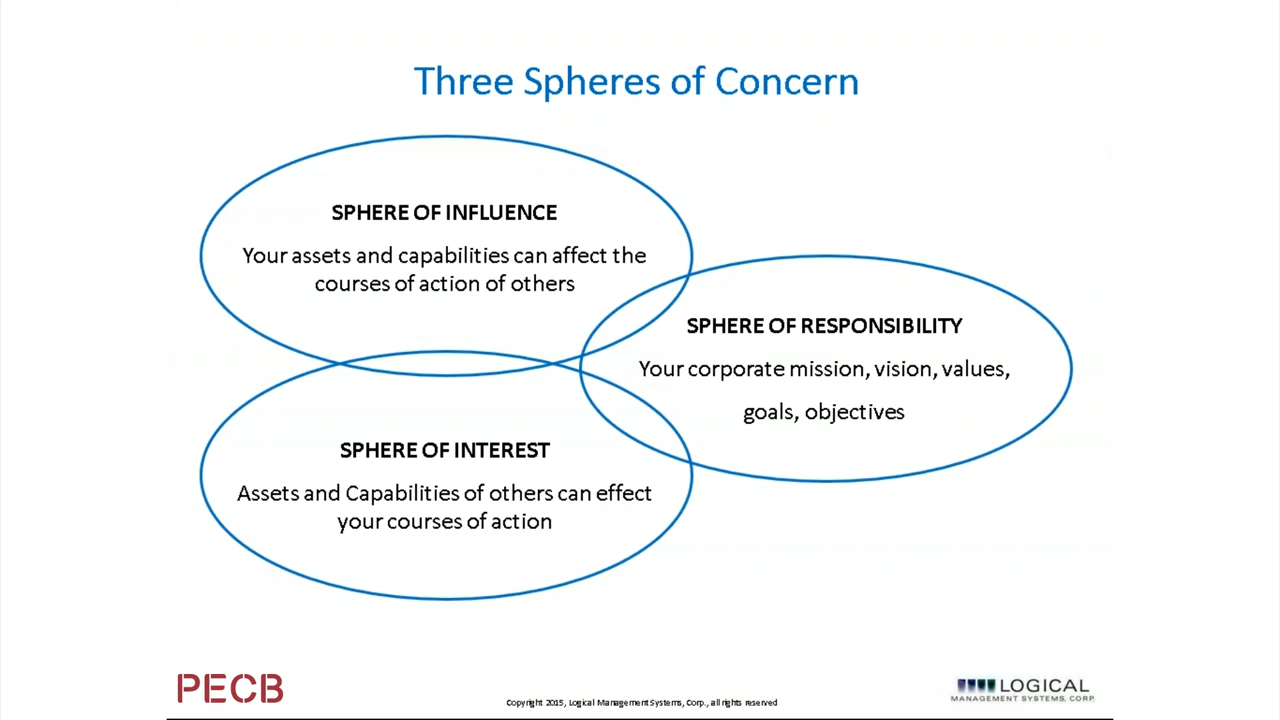 Three Spheres of Concern
SPHERE OF INFLUENCE
Your assets and capabilities can affect the
courses of action of others
SPHERE OF RESPONSIBILITY
Your corporate mission, vision, values,
goals, objectives
SPHERE OF INTEREST
Assets and Capabilities of others can effect
your courses of action
PECB
Copyright 2015, Logical Management Systems, Corp., all rights reserved
LOGICAL
MANAGEMENT SYSTEMS, CORP.